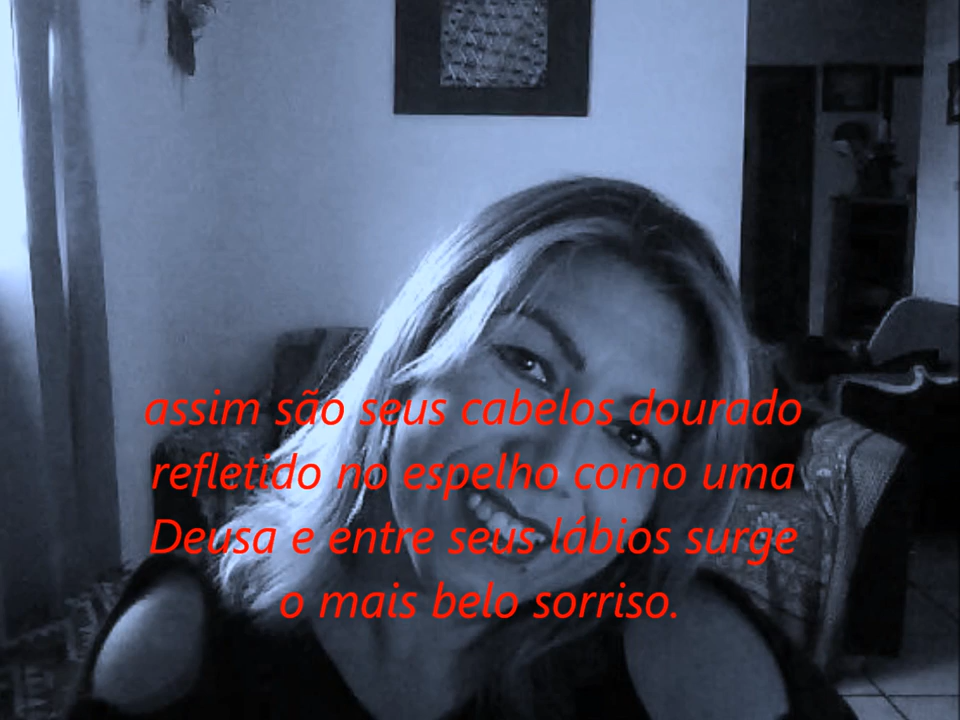 assim são seus cabelos dourado
refletido no espelho como uma
Deusa e entre seus lábios surge
o mais belo sorriso.